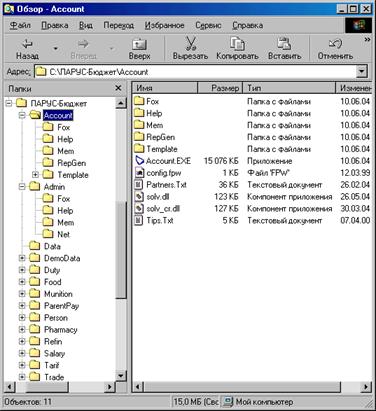 Обзор - Account
Файл Правка Вид Переход Избранное Сервис Справка
Назад Вперед Вверх Вырезать Копировать Вставить Отменить
Адрес: C:\ПАРУС-Бюджет\Account
Папки
ПАРУС-Бюджет
Account
Fox
Help
Mem
RepGen
Template
Admin
Fox
Help
Mem
Net
Data
DemoData
Duty
Food
Munition
ParentPay
Person
Pharmacy
Refin
Salary
Tarif
Trade
Имя Размер Тип Изменен
Fox Папка с файлами 10.06.04
Help Папка с файлами 10.06.04
Mem Папка с файлами 10.06.04
RepGen Папка с файлами 10.06.04
Template Папка с файлами 10.06.04
Account.EXE 15 076 КБ Приложение 10.06.04
config.fpw 1 КБ Файл "FPW" 12.03.99
Partners.Txt 36 КБ Текстовый документ 26.02.04
solv.dll 123 КБ Компонент приложения 26.05.04
solv_cr.dll 127 КБ Компонент приложения 30.03.04
Tips.Txt 5 КБ Текстовый документ 07.04.00
Объектов: 11 15,0 МБ (Сво Мой компьютер